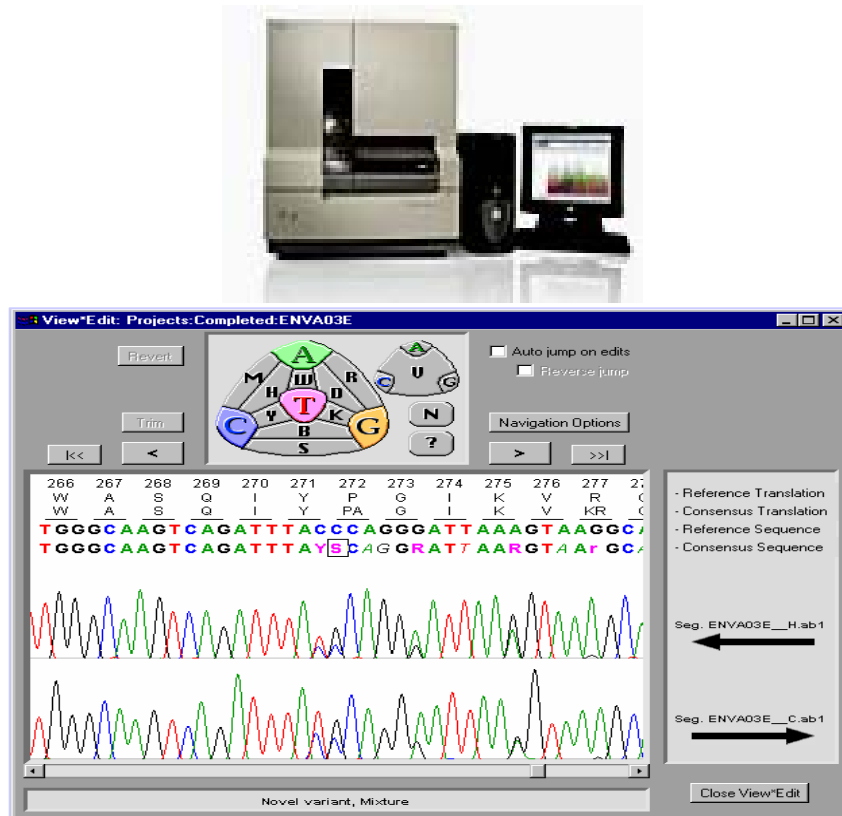 View*Edit: Projects:Completed:ENVA03E
Revert
Trim
|<<
<
A
M
W
R
H
D
T
Y
K
C
B
G
S
A
U
C
G
N
?
Auto jump on edits
Reverse jump
Navigation Options
>
>>|
266 267 268 269 270 271 272 273 274 275 276 277
W A S Q I Y P G I K V R
W A S Q I Y PA G I K V KR
TGGGCAAGTCAGATTTACCCAGGGATTAAAGTAAGGCA
TGGGCAAGTCAGATTTAYSCAGGRATTAARGTAArGCA
- Reference Translation
- Consensus Translation
- Reference Sequence
- Consensus Sequence
Seg. ENVA03E__H.ab1
Seg. ENVA03E__C.ab1
Novel variant, Mixture
Close View*Edit